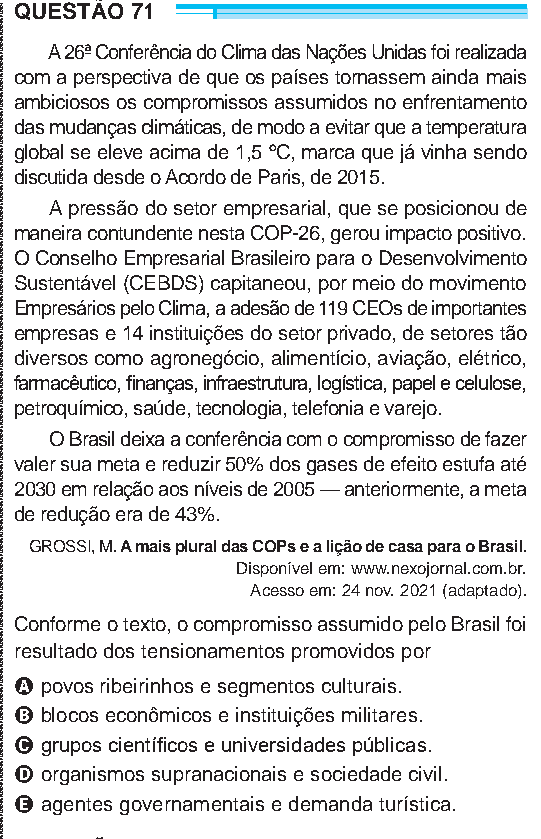 QUESTÃO 71
A 26ª Conferência do Clima das Nações Unidas foi realizada
com a perspectiva de que os países tornassem ainda mais
ambiciosos os compromissos assumidos no enfrentamento
das mudanças climáticas, de modo a evitar que a temperatura
global se eleve acima de 1,5 ºC, marca que já vinha sendo
discutida desde o Acordo de Paris, de 2015.
A pressão do setor empresarial, que se posicionou de
maneira contundente nesta COP-26, gerou impacto positivo.
O Conselho Empresarial Brasileiro para o Desenvolvimento
Sustentável (CEBDS) capitaneou, por meio do movimento
Empresários pelo Clima, a adesão de 119 CEOs de importantes
empresas e 14 instituições do setor privado, de setores tão
diversos como agronegócio, alimentício, aviação, elétrico,
farmacêutico, finanças, infraestrutura, logística, papel e celulose,
petroquímico, saúde, tecnologia, telefonia e varejo.
O Brasil deixa a conferência com o compromisso de fazer
valer sua meta e reduzir 50% dos gases de efeito estufa até
2030 em relação aos níveis de 2005 — anteriormente, a meta
de redução era de 43%.
GROSSI, M. A mais plural das COPs e a lição de casa para o Brasil.
Disponível em: www.nexojornal.com.br.
Acesso em: 24 nov. 2021 (adaptado).
Conforme o texto, o compromisso assumido pelo Brasil foi
resultado dos tensionamentos promovidos por
A povos ribeirinhos e segmentos culturais.
B blocos econômicos e instituições militares.
C grupos científicos e universidades públicas.
D organismos supranacionais e sociedade civil.
E agentes governamentais e demanda turística.